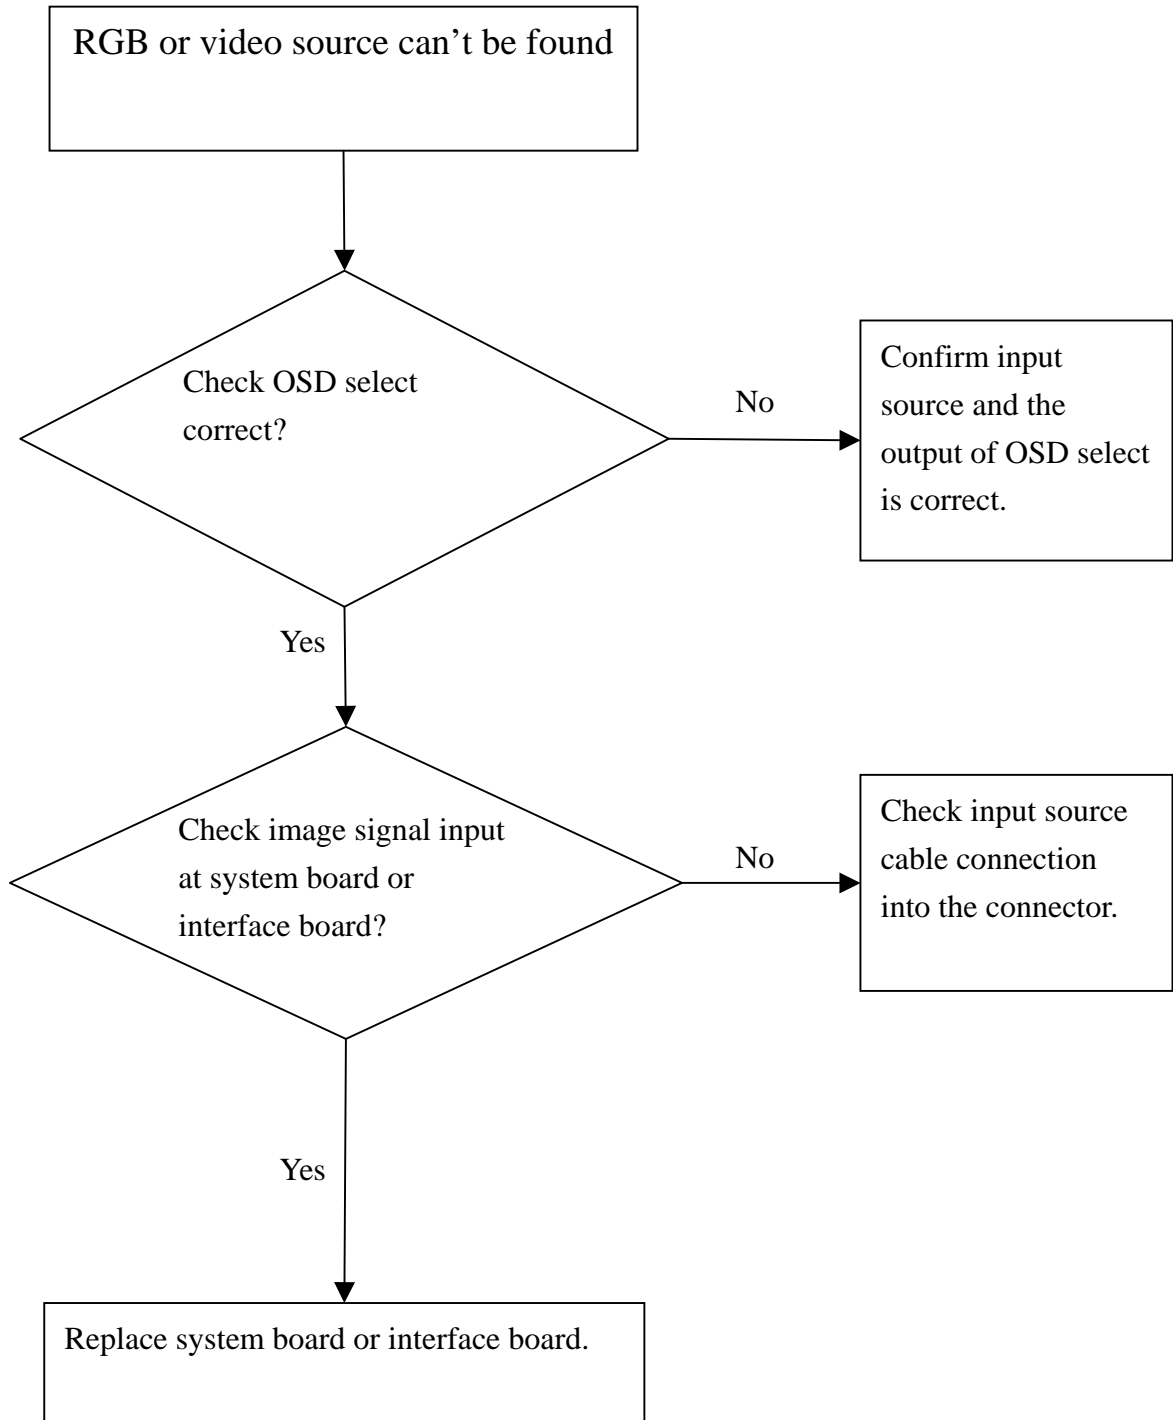 RGB or video source can’t be found
Check OSD select
correct?
No
Confirm input
source and the
output of OSD select
is correct.
Yes
Check image signal input
at system board or
interface board?
No
Check input source
cable connection
into the connector.
Yes
Replace system board or interface board.